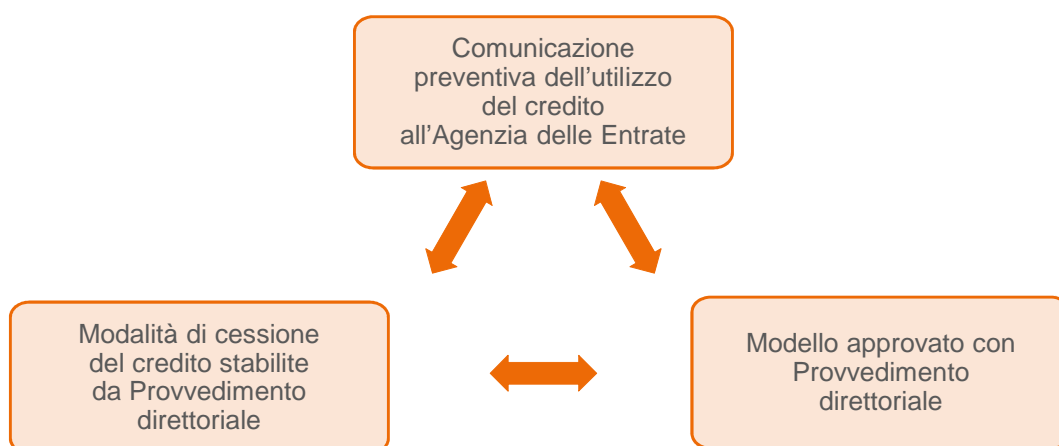 Comunicazione
preventiva dell'utilizzo
del credito
all'Agenzia delle Entrate
Modalità di cessione
del credito stabilite
da Provvedimento
direttoriale
Modello approvato con
Provvedimento
direttoriale